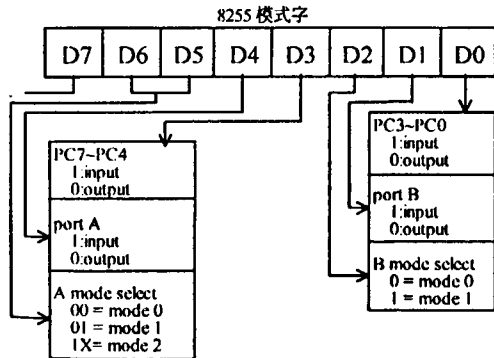 8255 模式字
D7 D6 D5 D4 D3 D2 D1 D0
PC7~PC4
1:input
0:output
port A
1:input
0:output
A mode select
00 = mode 0
01 = mode 1
1X= mode 2
PC3~PC0
1:input
0:output
port B
1:input
0:output
B mode select
0 = mode 0
1 = mode 1